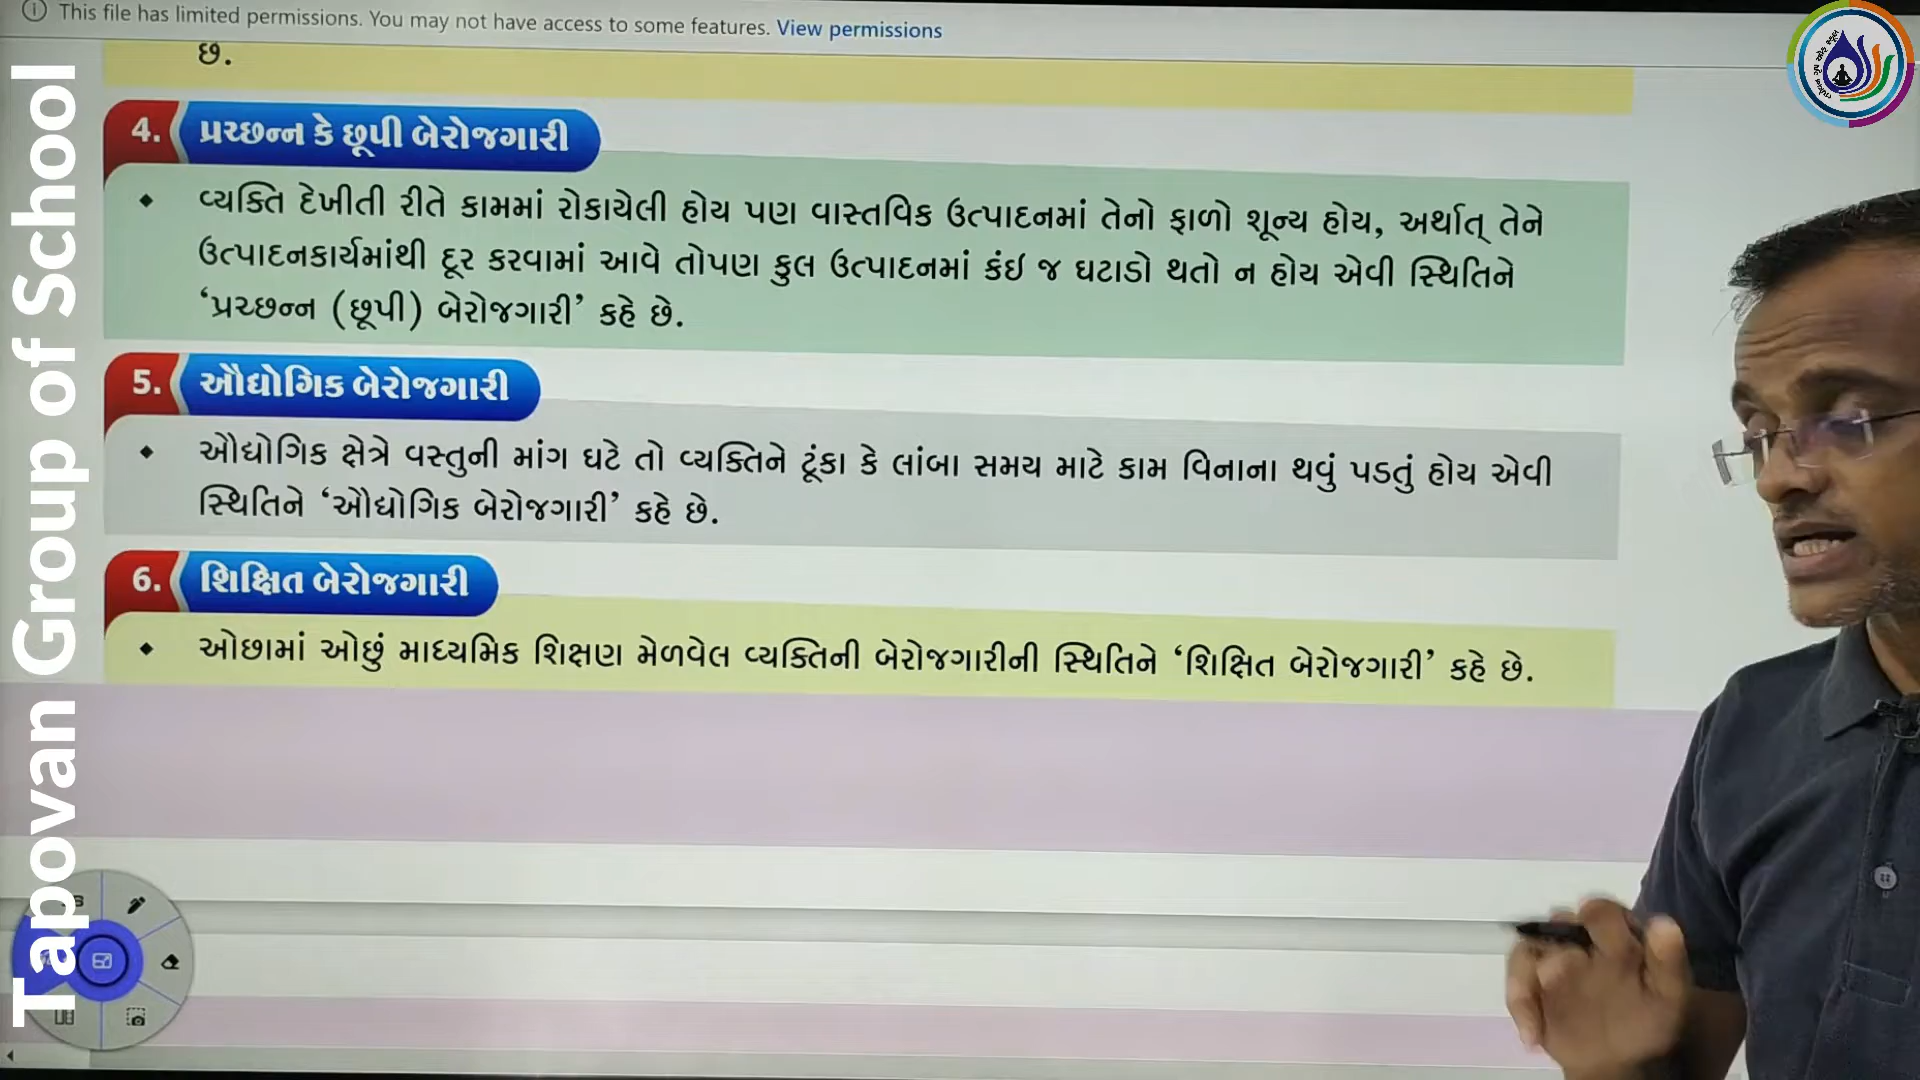 This file has limited permissions. You may not have access to some features. View permissions
છે.
4. પ્રચ્છન્ન કે છૂપી બેરોજગારી
◆ વ્યક્તિ દેખીતી રીતે કામમાં રોકાયેલી હોય પણ વાસ્તવિક ઉત્પાદનમાં તેનો ફાળો શૂન્ય હોય, અર્થાત્ તેને
ઉત્પાદનકાર્યમાંથી દૂર કરવામાં આવે તોપણ કુલ ઉત્પાદનમાં કંઈ જ ઘટાડો થતો ન હોય એવી સ્થિતિને
‘પ્રચ્છન્ન (છૂપી) બેરોજગારી’ કહે છે.
5. ઔદ્યોગિક બેરોજગારી
◆ ઔદ્યોગિક ક્ષેત્રે વસ્તુની માંગ ઘટે તો વ્યક્તિને ટૂંકા કે લાંબા સમય માટે કામ વિનાના થવું પડતું હોય એવી
સ્થિતિને ‘ઔદ્યોગિક બેરોજગારી’ કહે છે.
6. શિક્ષિત બેરોજગારી
◆ ઓછામાં ઓછું માધ્યમિક શિક્ષણ મેળવેલ વ્યક્તિની બેરોજગારીની સ્થિતિને ‘શિક્ષિત બેરોજગારી’ કહે છે.
Tapovan Group of School